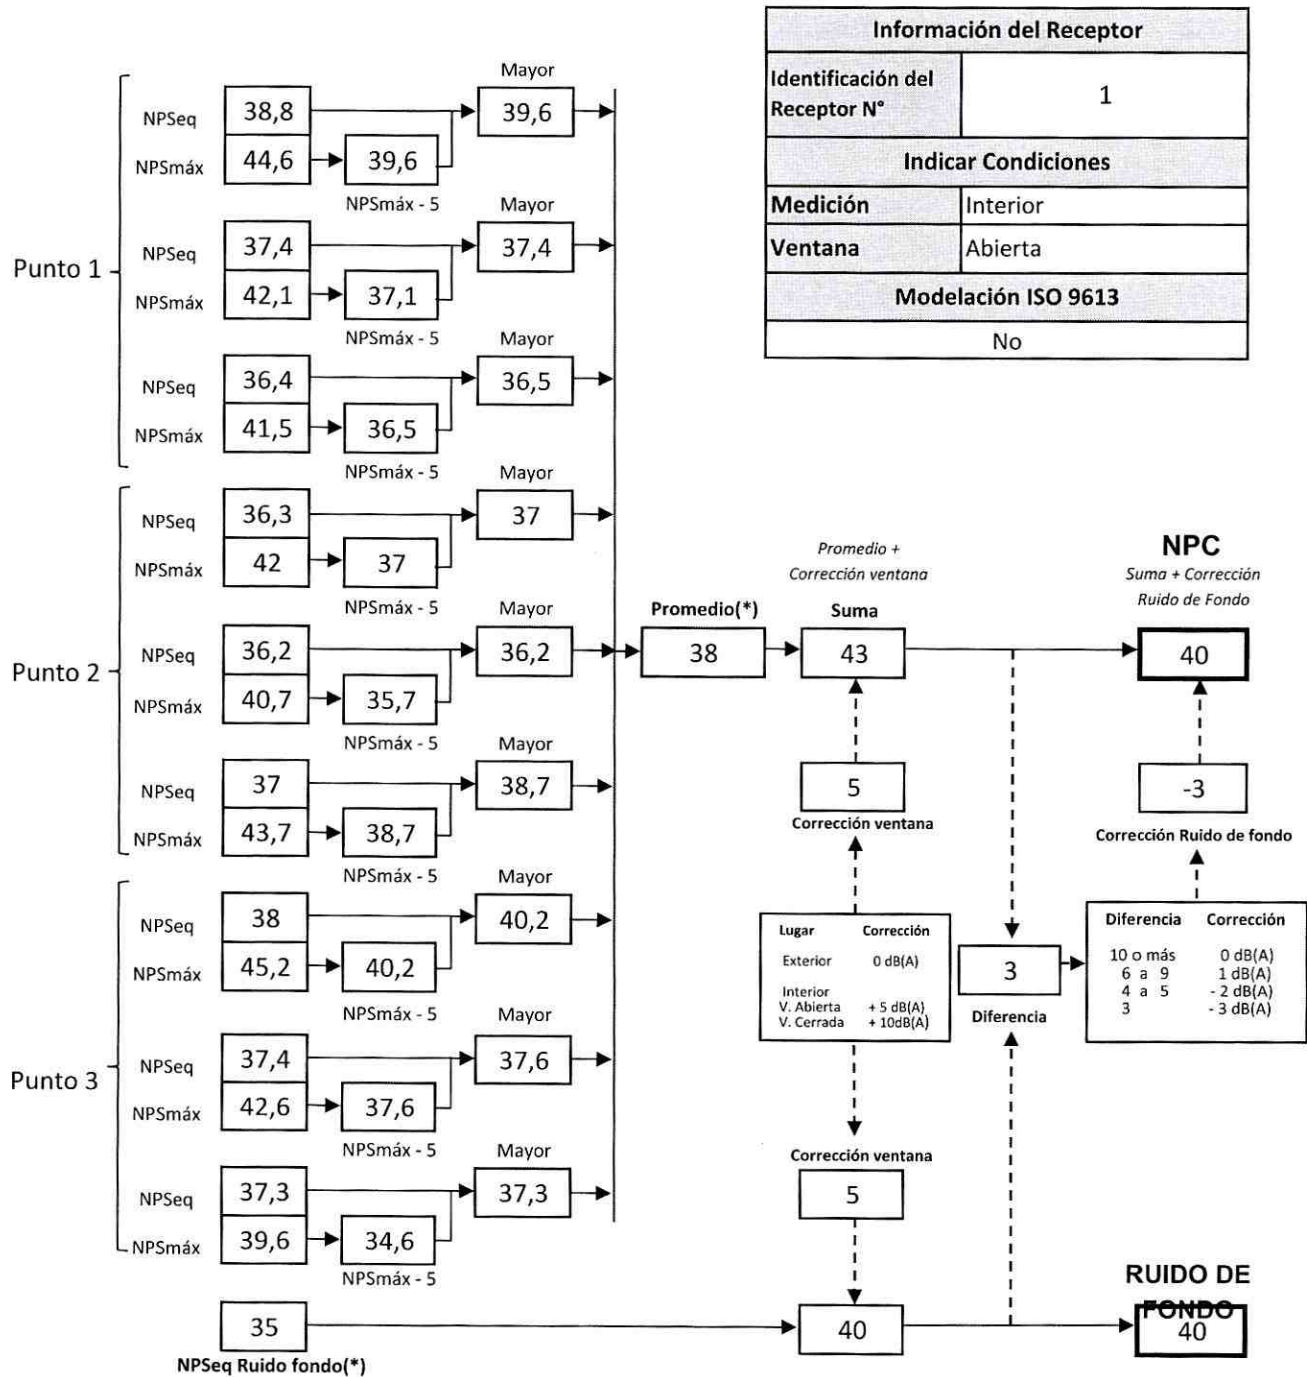 Información del Receptor
Identificación del Receptor N° 1
Indicar Condiciones
Medición Interior
Ventana Abierta
Modelación ISO 9613
No
Punto 1
Mayor
NPSeq 38,8 39,6
NPSmáx 44,6 39,6
NPSmáx - 5
Mayor
NPSeq 37,4 37,4
NPSmáx 42,1 37,1
NPSmáx - 5
Mayor
NPSeq 36,4 36,5
NPSmáx 41,5 36,5
NPSmáx - 5
Punto 2
Mayor
NPSeq 36,3 37
NPSmáx 42 37
NPSmáx - 5
Mayor
NPSeq 36,2 36,2
NPSmáx 40,7 35,7
NPSmáx - 5
Mayor
NPSeq 37 38,7
NPSmáx 43,7 38,7
NPSmáx - 5
Punto 3
Mayor
NPSeq 38 40,2
NPSmáx 45,2 40,2
NPSmáx - 5
Mayor
NPSeq 37,4 37,6
NPSmáx 42,6 37,6
NPSmáx - 5
Mayor
NPSeq 37,3 37,3
NPSmáx 39,6 34,6
NPSmáx - 5
35
NPSeq Ruido fondo(*)
Promedio(*)
38
Promedio +
Corrección ventana
Suma
43
5
Corrección ventana
Lugar Corrección
Exterior 0 dB(A)
Interior
V. Abierta + 5 dB(A)
V. Cerrada + 10dB(A)
Corrección ventana
5
40
3
Diferencia
NPC
Suma + Corrección
Ruido de Fondo
40
-3
Corrección Ruido de fondo
Diferencia Corrección
10 o más 0 dB(A)
6 a 9 1 dB(A)
4 a 5 - 2 dB(A)
3 - 3 dB(A)
RUIDO DE
FONDO
40